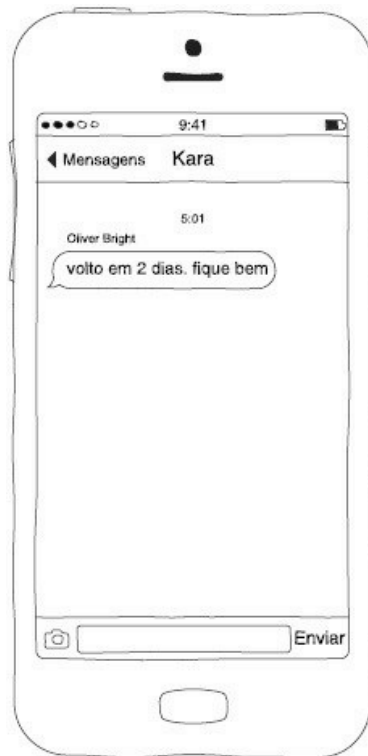 9:41
Mensagens Kara
5:01
Oliver Bright
volto em 2 dias. fique bem
Enviar